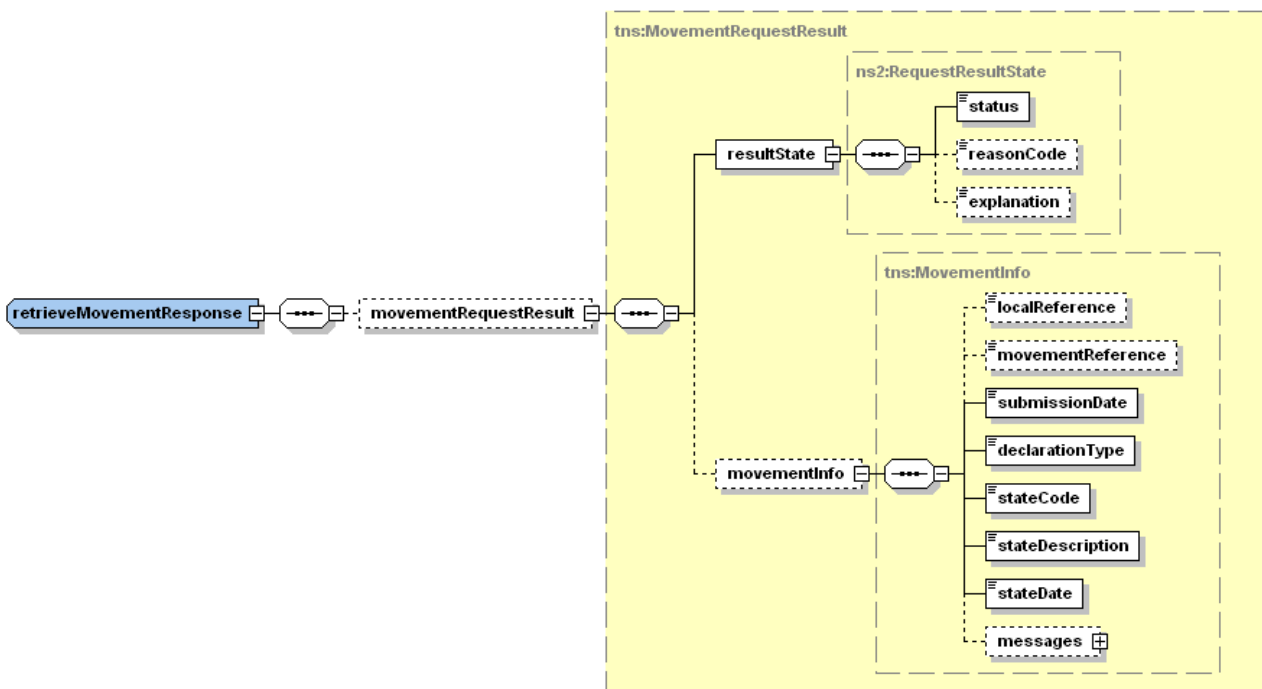 tns:MovementRequestResult
ns2:RequestResultState
status
resultState
reasonCode
explanation
tns:MovementInfo
localReference
retrieveMovementResponse
movementRequestResult
movementReference
submissionDate
declarationType
movementInfo
stateCode
stateDescription
stateDate
messages